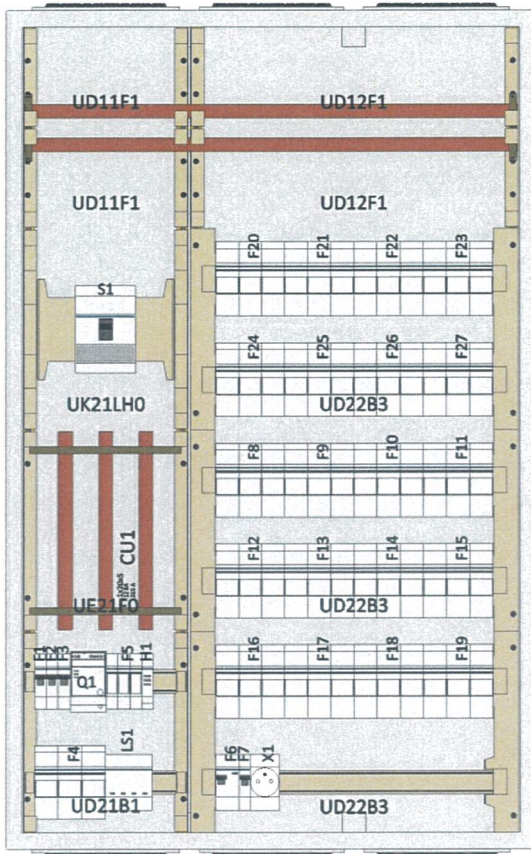 UD11F1 UD12F1
UD11F1 UD12F1
F20 F21 F22 F23
S1
F24 F25 F26 F27
UK21LH0 UD22B3
F8 F9 F10 F11
CU1
F12 F13 F14 F15
UE21F0 UD22B3
F1 F2 F3 Q1 F5 H1
F16 F17 F18 F19
F4 LS1 F6 F7 X1
UD21B1 UD22B3